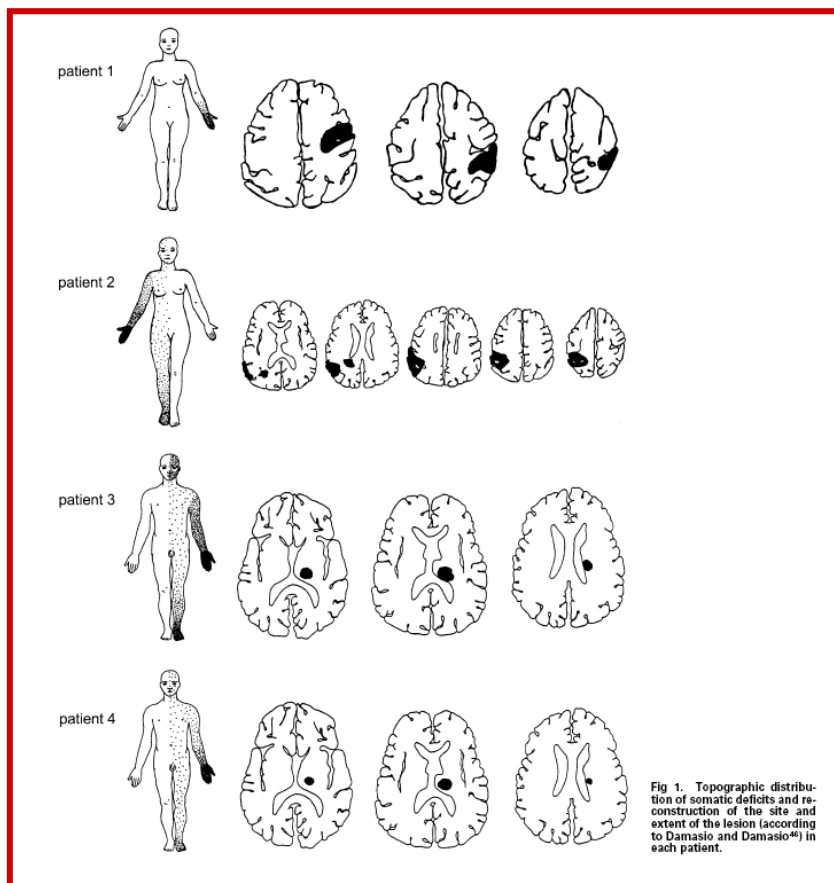 patient 1
patient 2
patient 3
patient 4
Fig 1. Topographic distribu-
tion of somatic deficits and re-
construction of the site and
extent of the lesion (according
to Damasio and Damasio46) in
each patient.